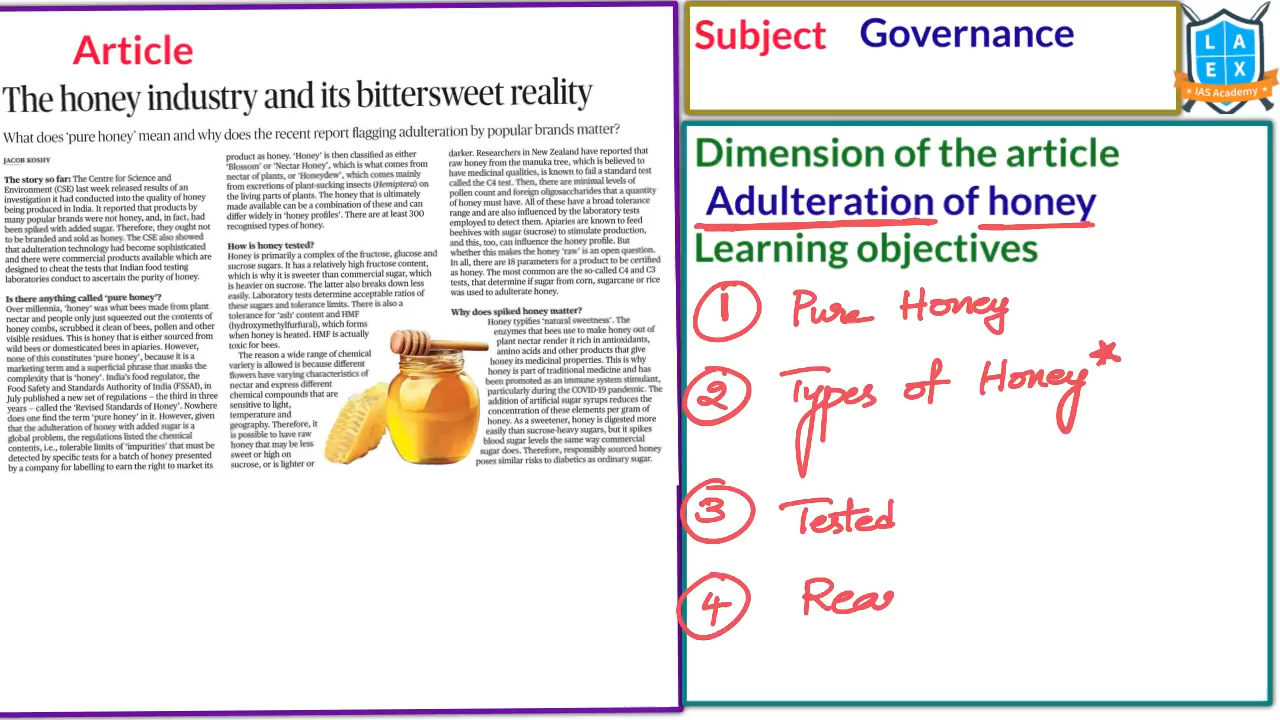 Article
The honey industry and its bittersweet reality
What does 'pure honey' mean and why does the recent report flagging adulteration by popular brands matter?
JACOB KOSHY
The story so far: The Centre for Science and
Environment (CSE) last week released results of an
investigation it had conducted into the quality of honey
being produced in India. It reported that products by
many popular brands were not honey, and, in fact, had
been spiked with added sugar. Therefore, they ought not
to be branded and sold as honey. The CSE also showed
that adulteration technology had become sophisticated
and there were commercial products available which are
designed to cheat the tests that Indian food testing
laboratories conduct to ascertain the purity of honey.
Is there anything called 'pure honey'?
Over millennia, 'honey' was what bees made from plant
nectar and people only just squeezed out the contents of
honey combs, scrubbed it clean of bees, pollen and other
visible residues. This is honey that is either sourced from
wild bees or domesticated bees in apiaries. However,
none of this constitutes 'pure honey', because it is a
marketing term and a superficial phrase that masks the
complexity that is 'honey'. India's food regulator, the
Food Safety and Standards Authority of India (FSSAI), in
July published a new set of regulations – the third in three
years – called the 'Revised Standards of Honey'. Nowhere
does one find the term 'pure honey' in it. However, given
that the adulteration of honey with added sugar is a
global problem, the regulations listed the chemical
contents, i.e., tolerable limits of 'impurities' that must be
detected by specific tests for a batch of honey presented
by a company for labelling to earn the right to market its
product as honey. 'Honey' is then classified as either
'Blossom' or 'Nectar Honey', which is what comes from
nectar of plants, or 'Honeydew', which comes mainly
from excretions of plant-sucking insects (Hemiptera) on
the living parts of plants. The honey that is ultimately
made available can be a combination of these and can
differ widely in 'honey profiles'. There are at least 300
recognised types of honey.
How is honey tested?
Honey is primarily a complex of the fructose, glucose and
sucrose sugars. It has a relatively high fructose content,
which is why it is sweeter than commercial sugar, which
is heavier on sucrose. The latter also breaks down less
easily. Laboratory tests determine acceptable ratios of
these sugars and tolerance limits. There is also a
tolerance for 'ash' content and HMF
(hydroxymethylfurfural), which forms
when honey is heated. HMF is actually
toxic for bees.
The reason a wide range of chemical
variety is allowed is because different
flowers have varying characteristics of
nectar and express different
chemical compounds that are
sensitive to light,
temperature and
geography. Therefore, it
is possible to have raw
honey that may be less
sweet or high on
sucrose, or is lighter or
darker. Researchers in New Zealand have reported that
raw honey from the manuka tree, which is believed to
have medicinal qualities, is known to fail a standard test
called the C4 test. Then, there are minimal levels of
pollen count and foreign oligosaccharides that a quantity
of honey must have. All of these have a broad tolerance
range and are also influenced by the laboratory tests
employed to detect them. Apiaries are known to feed
beehives with sugar (sucrose) to stimulate production,
and this, too, can influence the honey profile. But
whether this makes the honey 'raw' is an open question.
In all, there are 18 parameters for a product to be certified
as honey. The most common are the so-called C4 and C3
tests, that determine if sugar from corn, sugarcane or rice
was used to adulterate honey.
Why does spiked honey matter?
Honey typifies 'natural sweetness'. The
enzymes that bees use to make honey out of
plant nectar render it rich in antioxidants,
amino acids and other products that give
honey its medicinal properties. This is why
honey is part of traditional medicine and has
been promoted as an immune system stimulant,
particularly during the COVID-19 pandemic. The
addition of artificial sugar syrups reduces the
concentration of these elements per gram of
honey. As a sweetener, honey is digested more
easily than sucrose-heavy sugars, but it spikes
blood sugar levels the same way commercial
sugar does. Therefore, responsibly sourced honey
poses similar risks to diabetics as ordinary sugar.
Subject Governance
L A
E X
IAS Academy
Dimension of the article
Adulteration of honey
Learning objectives
1 Pure Honey
2 Types of Honey*
3 Tested
4 Reas